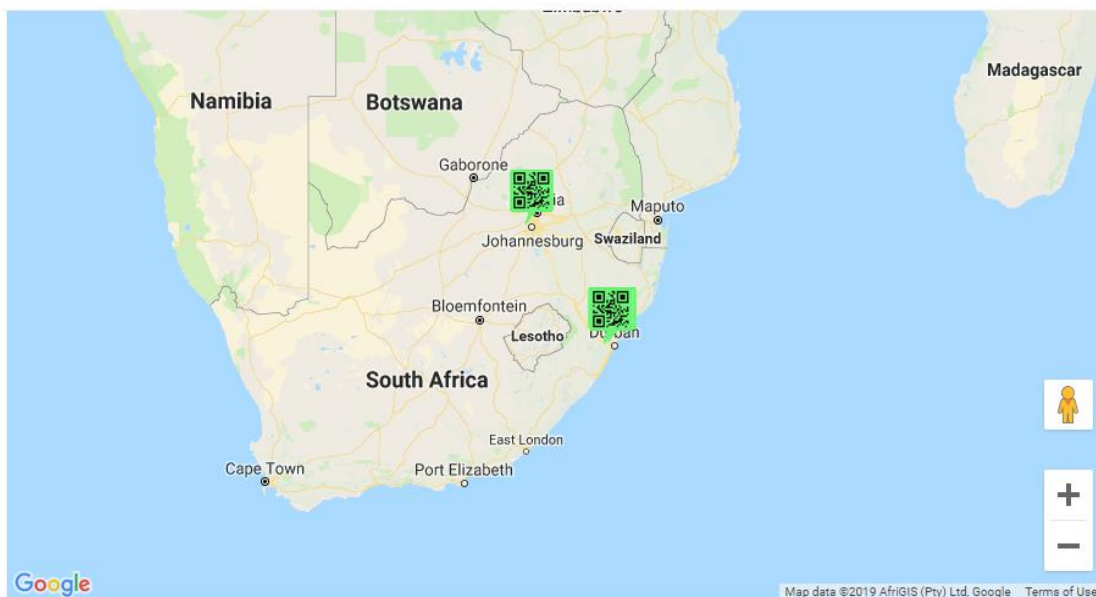 Madagascar
Namibia
Botswana
Gaborone
Maputo
Johannesburg
Swaziland
Bloemfontein
Lesotho
South Africa
East London
Cape Town
Port Elizabeth
Google
Map data ©2019 AfriGIS (Pty) Ltd, Google Terms of Use